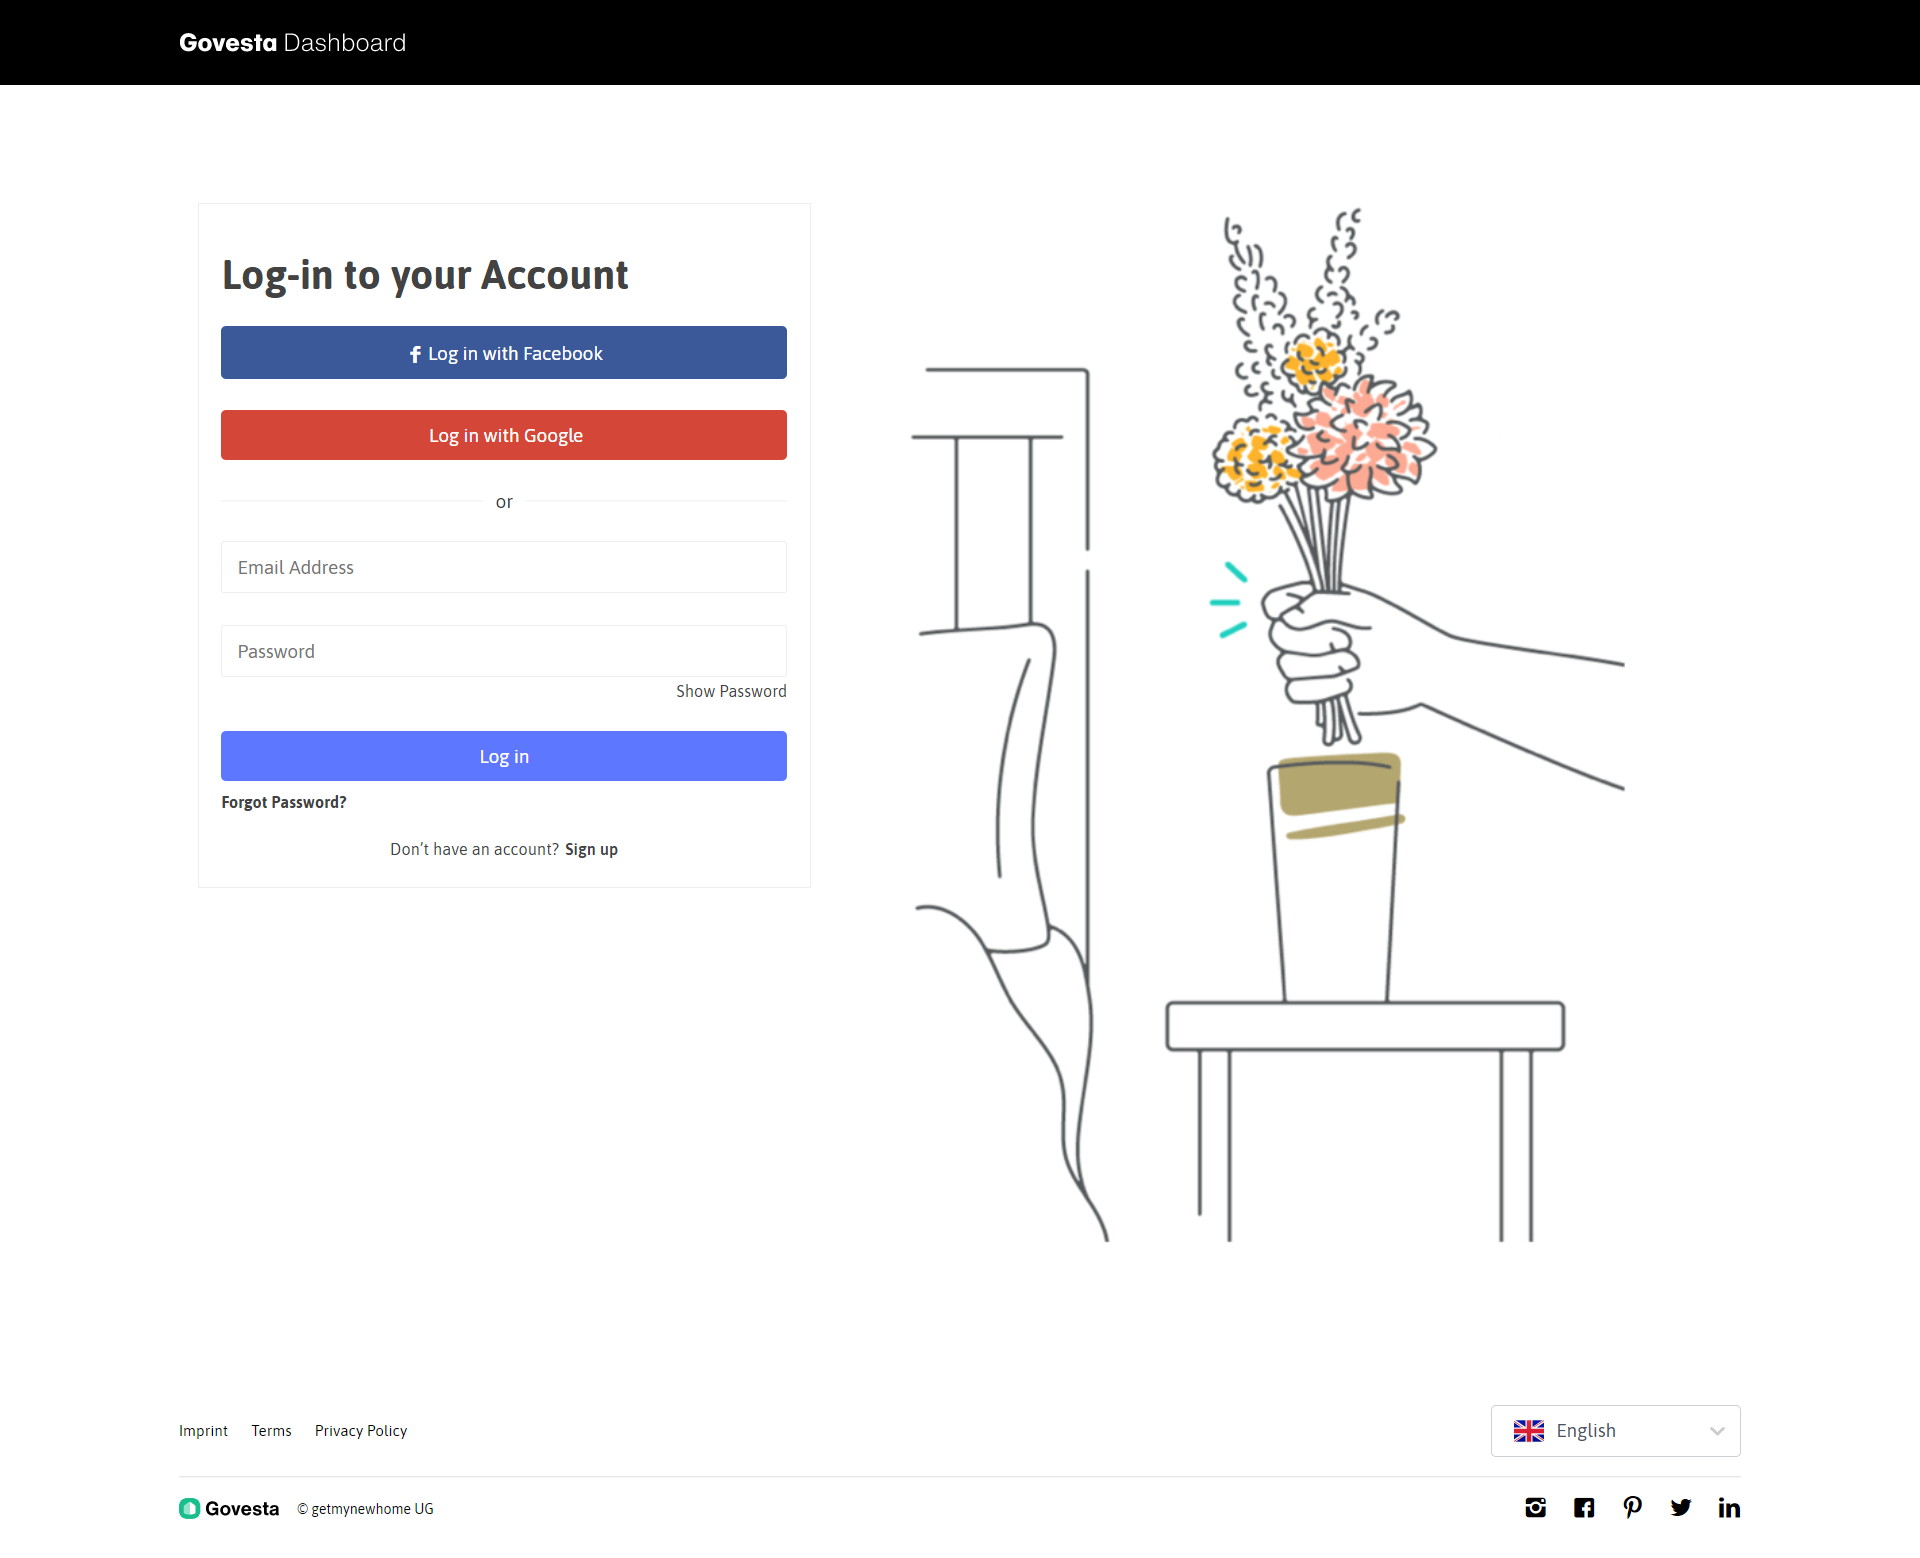 Govesta Dashboard
Log-in to your Account
Log in with Facebook
Log in with Google
or
Email Address
Password
Show Password
Log in
Forgot Password?
Don't have an account? Sign up
Imprint Terms Privacy Policy
English
Govesta © getmynewhome UG